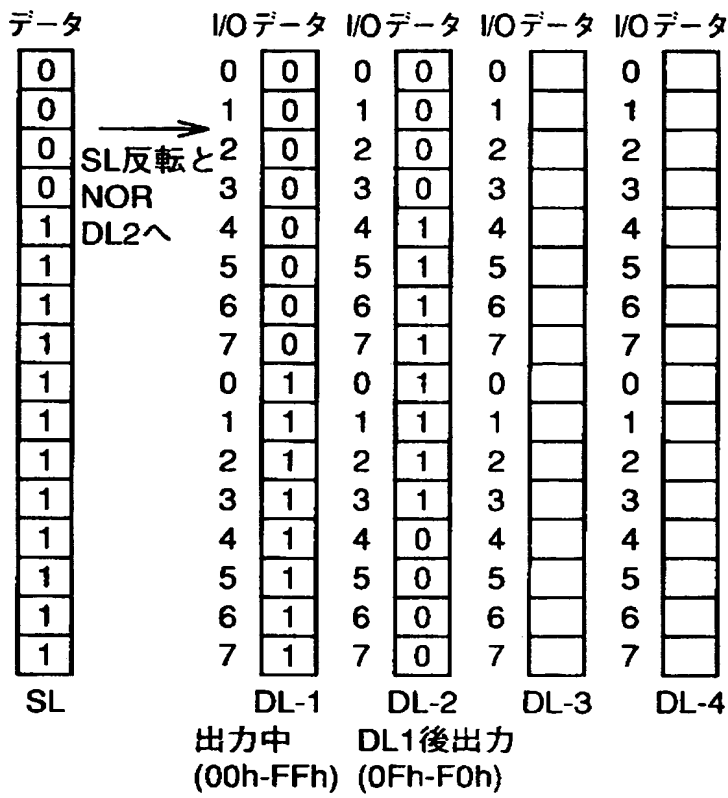 データ I/Oデータ I/Oデータ I/Oデータ I/Oデータ
0 0 0 0 0 0 0
0 1 0 1 0 1 1
0 2 0 2 0 2 2
0 3 0 3 0 3 3
1 4 0 4 1 4 4
1 5 0 5 1 5 5
1 6 0 6 1 6 6
1 7 0 7 1 7 7
1 0 1 0 1 0 0
1 1 1 1 1 1 1
1 2 1 2 1 2 2
1 3 1 3 1 3 3
1 4 1 4 0 4 4
1 5 1 5 0 5 5
1 6 1 6 0 6 6
1 7 1 7 0 7 7
SL反転と
NOR
DL2へ
SL DL-1 DL-2 DL-3 DL-4
出力中 DL1後出力
(00h-FFh) (0Fh-F0h)